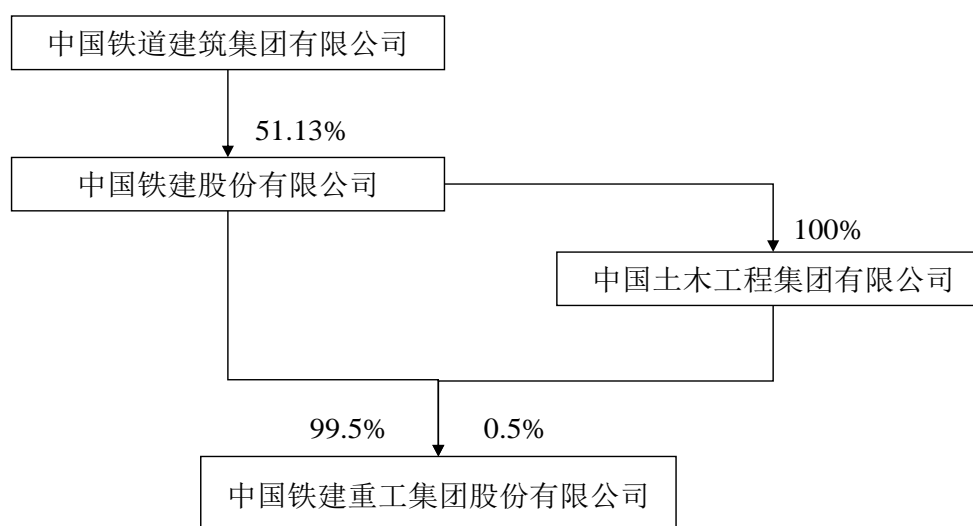 中国铁道建筑集团有限公司
51.13%
中国铁建股份有限公司
100%
中国土木工程集团有限公司
99.5%
0.5%
中国铁建重工集团股份有限公司